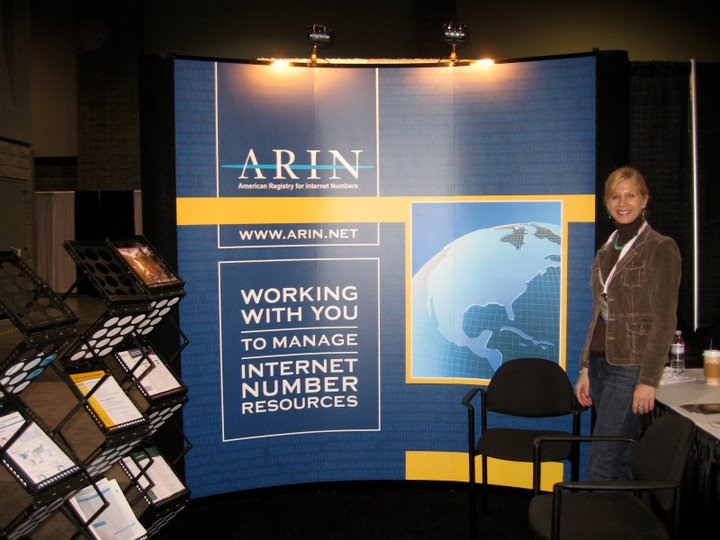 ARIN
American Registry for Internet Numbers
WWW.ARIN.NET
WORKING
WITH YOU
TO MANAGE
INTERNET
NUMBER
RESOURCES